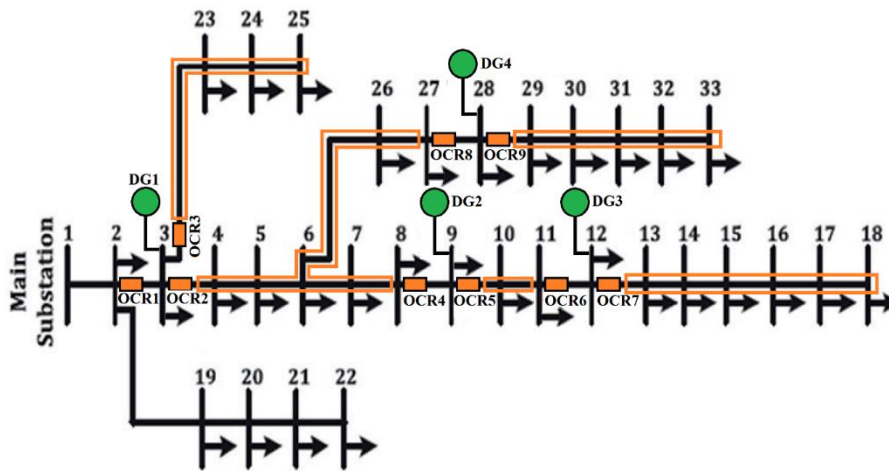 23 24 25
DG4
26 27 28 29 30 31 32 33
OCR8 OCR9
DG1 DG2 DG3
OCR3
1 2 3 4 5 6 7 8 9 10 11 12 13 14 15 16 17 18
Main
Substation
OCR1 OCR2 OCR4 OCR5 OCR6 OCR7
19 20 21 22